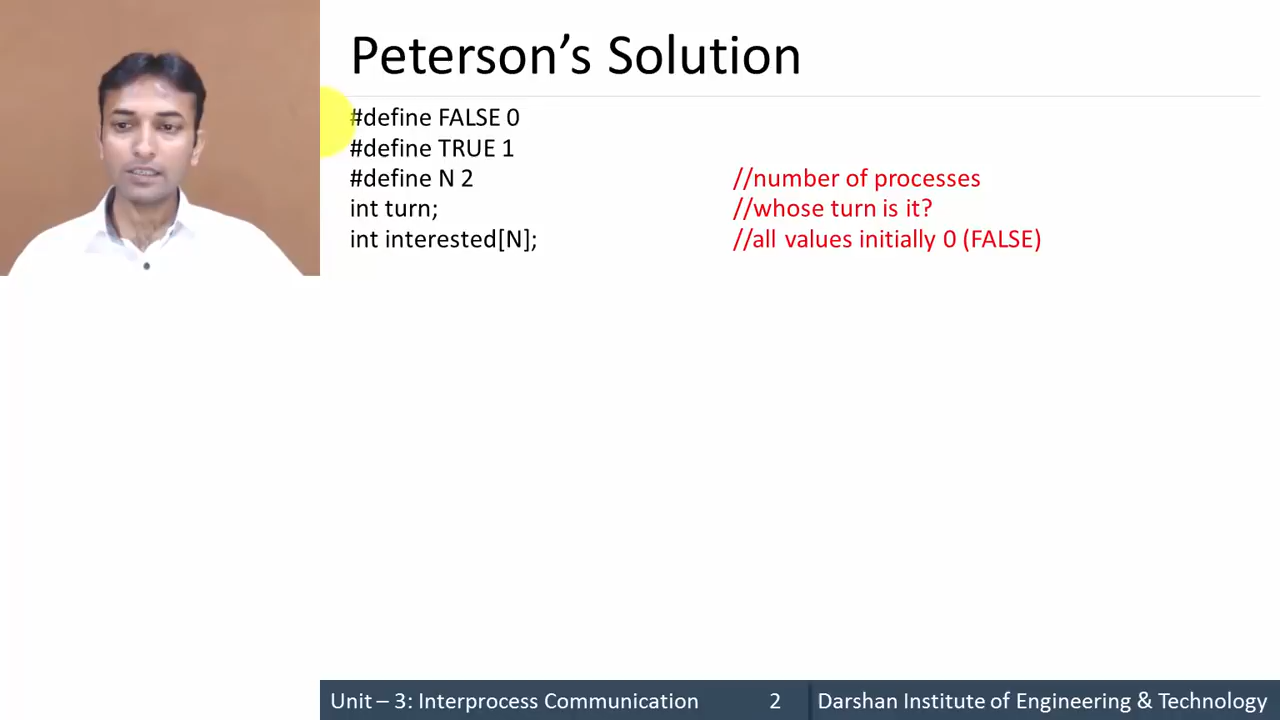 Peterson’s Solution
#define FALSE 0
#define TRUE 1
#define N 2 //number of processes
int turn; //whose turn is it?
int interested[N]; //all values initially 0 (FALSE)
Unit – 3: Interprocess Communication 2 Darshan Institute of Engineering & Technology